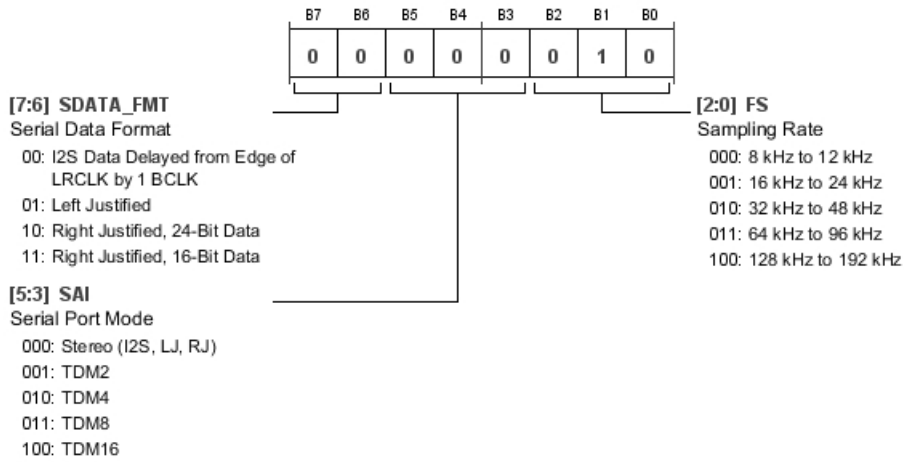 B7 B6 B5 B4 B3 B2 B1 B0
0 0 0 0 0 0 1 0
[7:6] SDATA_FMT
Serial Data Format
00: I2S Data Delayed from Edge of
LRCLK by 1 BCLK
01: Left Justified
10: Right Justified, 24-Bit Data
11: Right Justified, 16-Bit Data
[5:3] SAI
Serial Port Mode
000: Stereo (I2S, LJ, RJ)
001: TDM2
010: TDM4
011: TDM8
100: TDM16
[2:0] FS
Sampling Rate
000: 8 kHz to 12 kHz
001: 16 kHz to 24 kHz
010: 32 kHz to 48 kHz
011: 64 kHz to 96 kHz
100: 128 kHz to 192 kHz